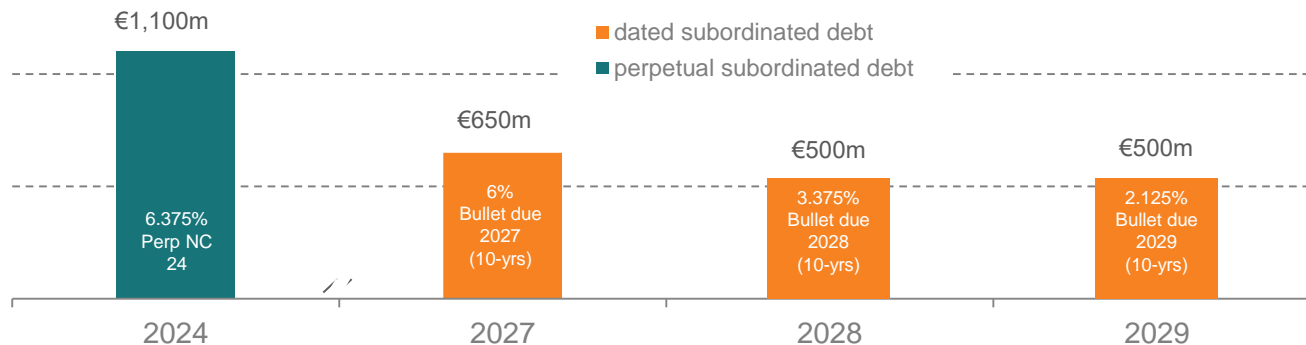 €1,100m
dated subordinated debt
perpetual subordinated debt
€650m
€500m
€500m
6.375%
Perp NC
24
6%
Bullet due
2027
(10-yrs)
3.375%
Bullet due
2028
(10-yrs)
2.125%
Bullet due
2029
(10-yrs)
2024
2027
2028
2029